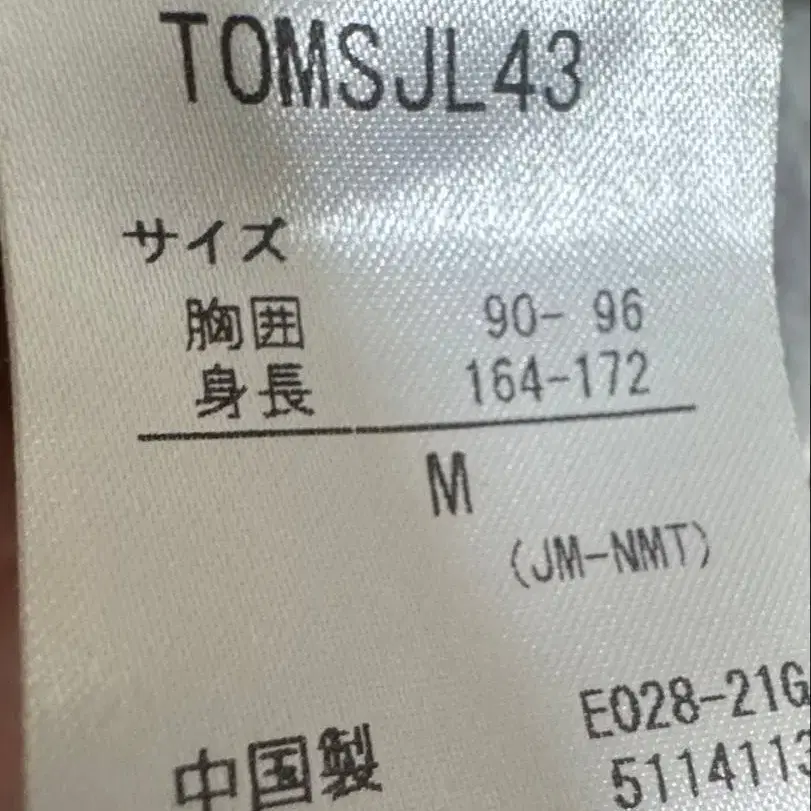 TOMSJL43
サイズ
胸囲 90- 96
身長 164-172
M
(JM-NMT)
E028-21G
中国製 511411